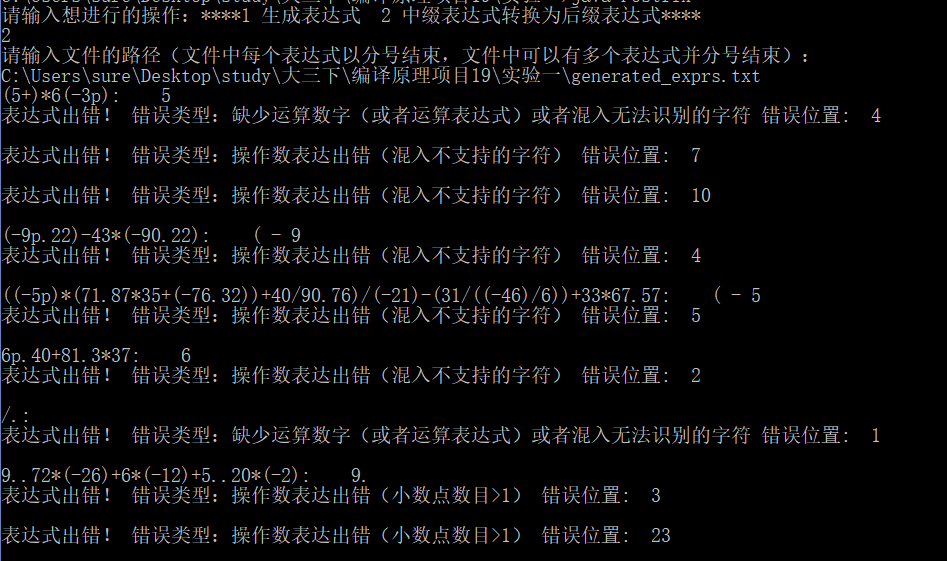 请输入想进行的操作：****1 生成表达式  2 中缀表达式转换为后缀表达式****
2
请输入文件的路径（文件中每个表达式以分号结束，文件中可以有多个表达式并分号结束）：
C:\Users\sure\Desktop\study\大三下\编译原理项目19\实验一\generated_exprs.txt
(5+)*6(-3p):    5
表达式出错！ 错误类型：缺少运算数字（或者运算表达式）或者混入无法识别的字符 错误位置:  4
表达式出错！ 错误类型：操作数表达出错（混入不支持的字符） 错误位置:  7
表达式出错！ 错误类型：操作数表达出错（混入不支持的字符） 错误位置:  10
(-9p.22)-43*(-90.22):    ( - 9
表达式出错！ 错误类型：操作数表达出错（混入不支持的字符） 错误位置:  4
((-5p)*(71.87*35+(-76.32))+40/90.76)/(-21)-(31/((-46)/6))+33*67.57:    ( - 5
表达式出错！ 错误类型：操作数表达出错（混入不支持的字符） 错误位置:  5
6p.40+81.3*37:    6
表达式出错！ 错误类型：操作数表达出错（混入不支持的字符） 错误位置:  2
/.:
表达式出错！ 错误类型：缺少运算数字（或者运算表达式）或者混入无法识别的字符 错误位置:  1
9..72*(-26)+6*(-12)+5..20*(-2):    9.
表达式出错！ 错误类型：操作数表达出错（小数点数目>1） 错误位置:  3
表达式出错！ 错误类型：操作数表达出错（小数点数目>1） 错误位置:  23